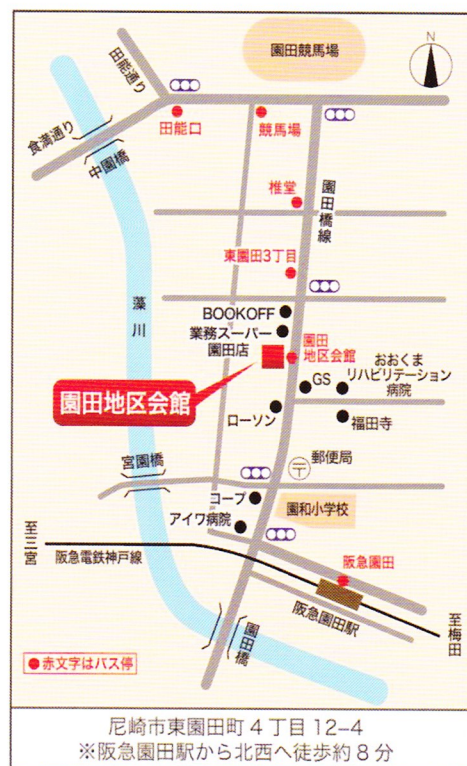 園田競馬場
N
田能通り
食満通り
中園橋
田能口
競馬場
椎堂
園田橋線
東園田3丁目
藻川
BOOKOFF
業務スーパー
園田店
園田
地区会館
おおくま
リハビリテーション
病院
GS
園田地区会館
ローソン
福田寺
宮園橋
〒
郵便局
コープ
園和小学校
アイワ病院
至三宮
阪急電鉄神戸線
阪急園田
阪急園田駅
至梅田
園田橋
●赤文字はバス停
尼崎市東園田町4丁目12–4
※阪急園田駅から北西へ徒歩約8分